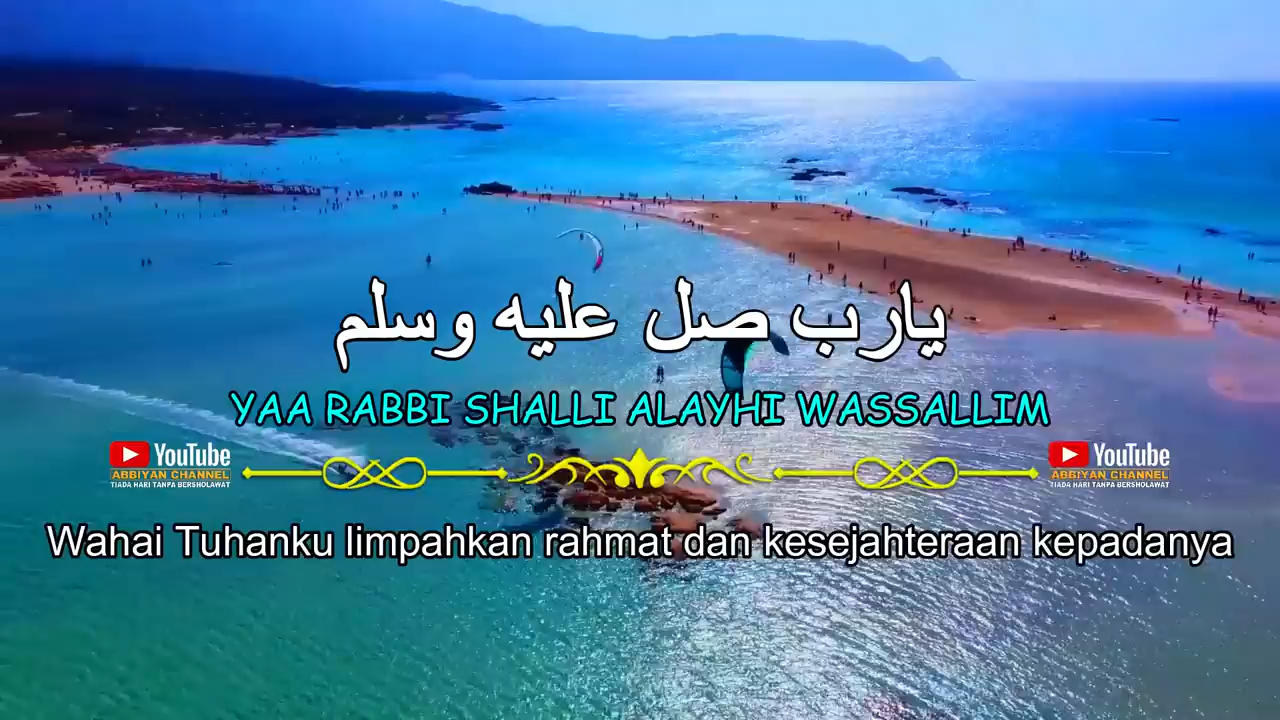 يارب صل عليه وسلم
YAA RABBI SHALLI ALAYHI WASSALLIM
YouTube
ABBIYAN CHANNEL
TIADA HARI TANPA BERSHOLAWAT
YouTube
ABBIYAN CHANNEL
TIADA HARI TANPA BERSHOLAWAT
Wahai Tuhanku limpahkan rahmat dan kesejahteraan kepadanya